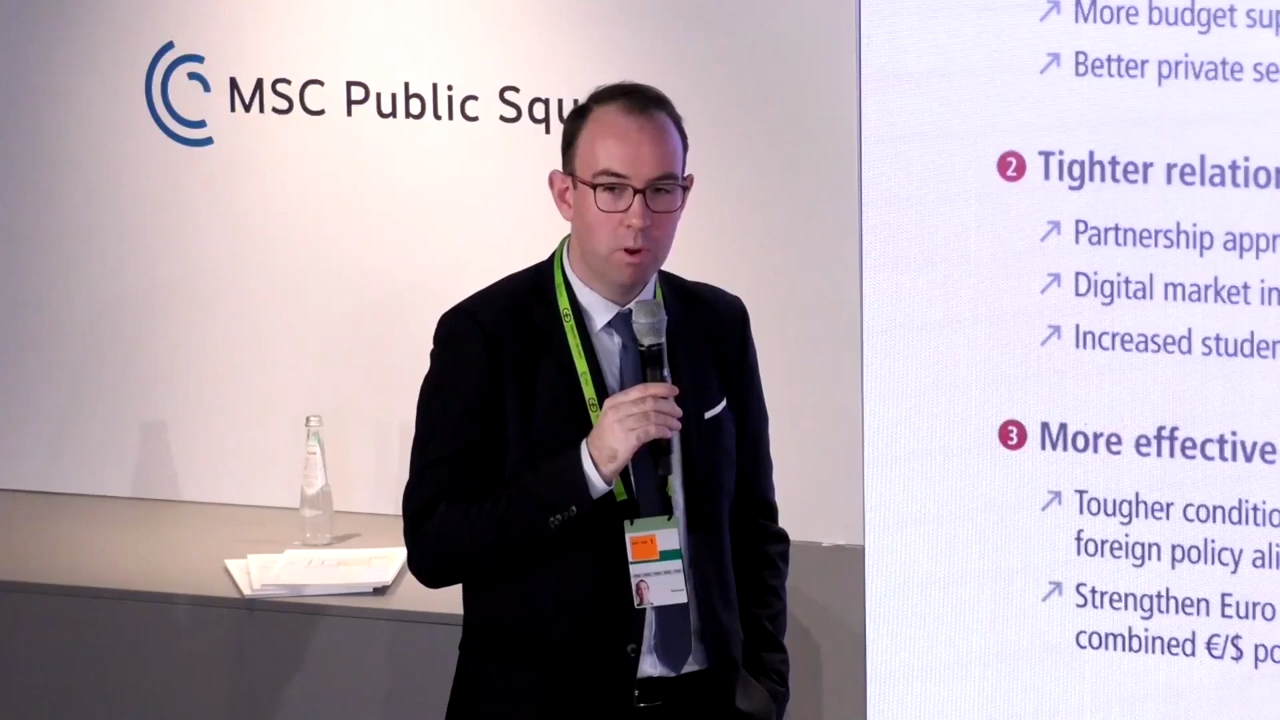 MSC Public Squ
More budget sup
Better private se
2 Tighter relation
Partnership appr
Digital market in
Increased studen
3 More effective
Tougher conditio
foreign policy ali
Strengthen Euro
combined €/$ po